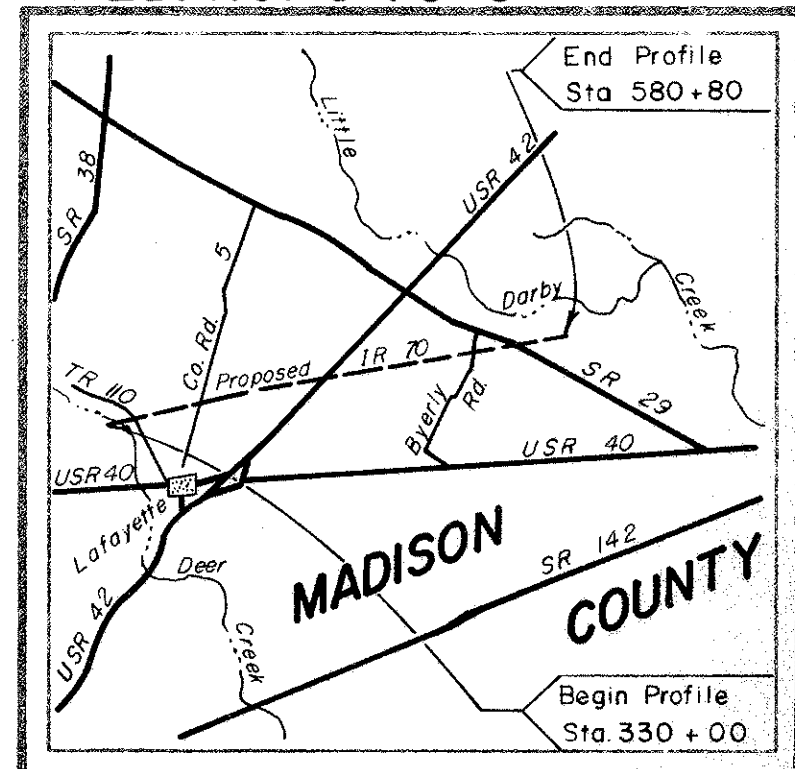 End Profile
Sta 580+80
Little
USR 42
SR 38
Co. Rd. 5
Darby
Creek
Proposed IR 70
TR 110
SR 29
Byerly
Rd.
USR 40
USR 40
Lafayette
MADISON
COUNTY
SR 142
Deer
Creek
USR 42
Begin Profile
Sta. 330 + 00